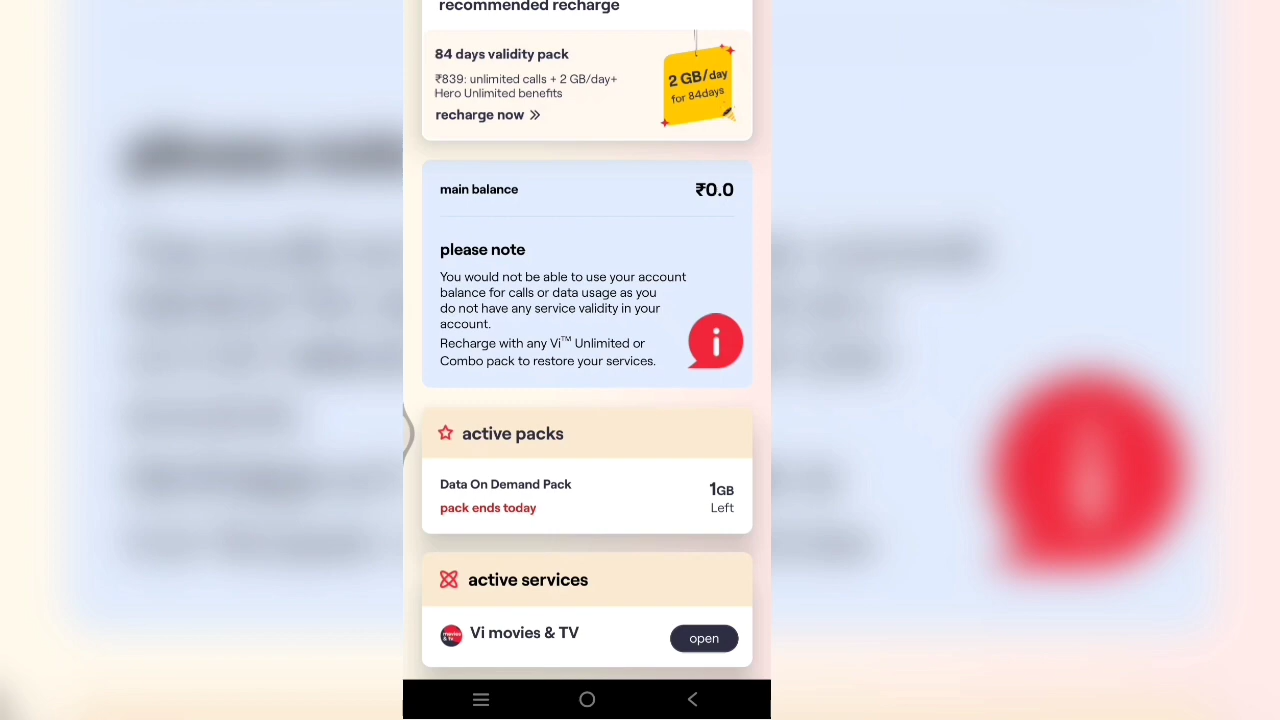 recommended recharge
84 days validity pack
₹839: unlimited calls + 2 GB/day+
Hero Unlimited benefits
recharge now »
2 GB/day
for 84days
main balance ₹0.0
please note
You would not be able to use your account
balance for calls or data usage as you
do not have any service validity in your
account.
Recharge with any Vi™ Unlimited or
Combo pack to restore your services.
i
active packs
Data On Demand Pack 1GB
pack ends today Left
active services
movies
& tv
Vi movies & TV open